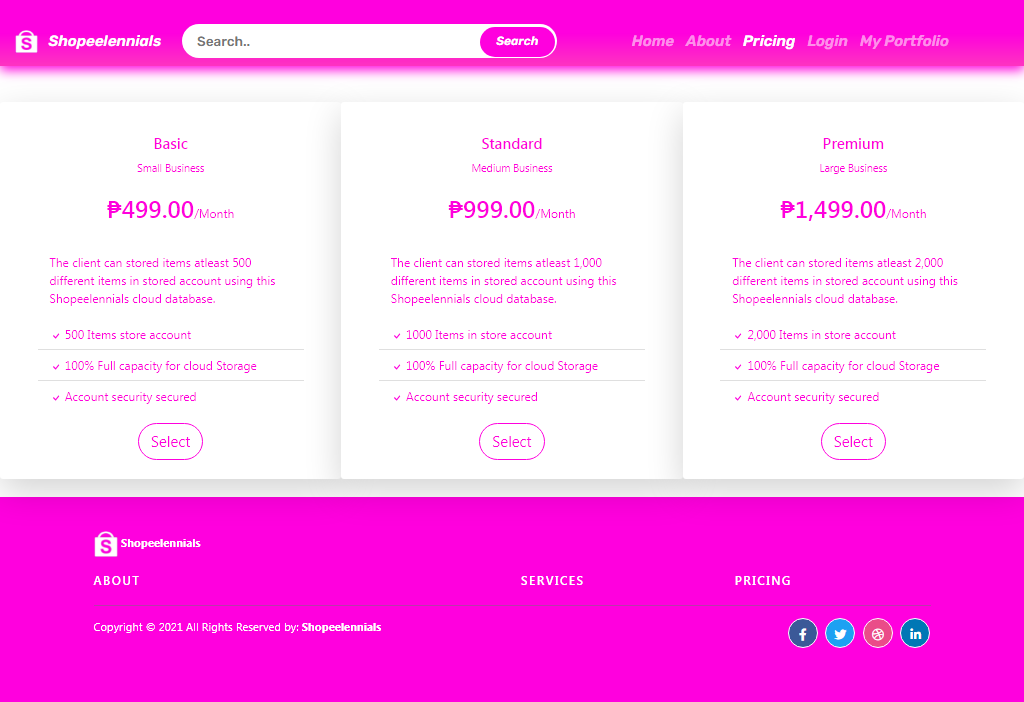 Shopeelennials
Search..
Search
Home About Pricing Login My Portfolio
Basic
Small Business
₱499.00/Month
The client can stored items atleast 500
different items in stored account using this
Shopeelennials cloud database.
500 Items store account
100% Full capacity for cloud Storage
Account security secured
Select
Standard
Medium Business
₱999.00/Month
The client can stored items atleast 1,000
different items in stored account using this
Shopeelennials cloud database.
1000 Items in store account
100% Full capacity for cloud Storage
Account security secured
Select
Premium
Large Business
₱1,499.00/Month
The client can stored items atleast 2,000
different items in stored account using this
Shopeelennials cloud database.
2,000 Items in store account
100% Full capacity for cloud Storage
Account security secured
Select
Shopeelennials
ABOUT
SERVICES
PRICING
Copyright © 2021 All Rights Reserved by: Shopeelennials